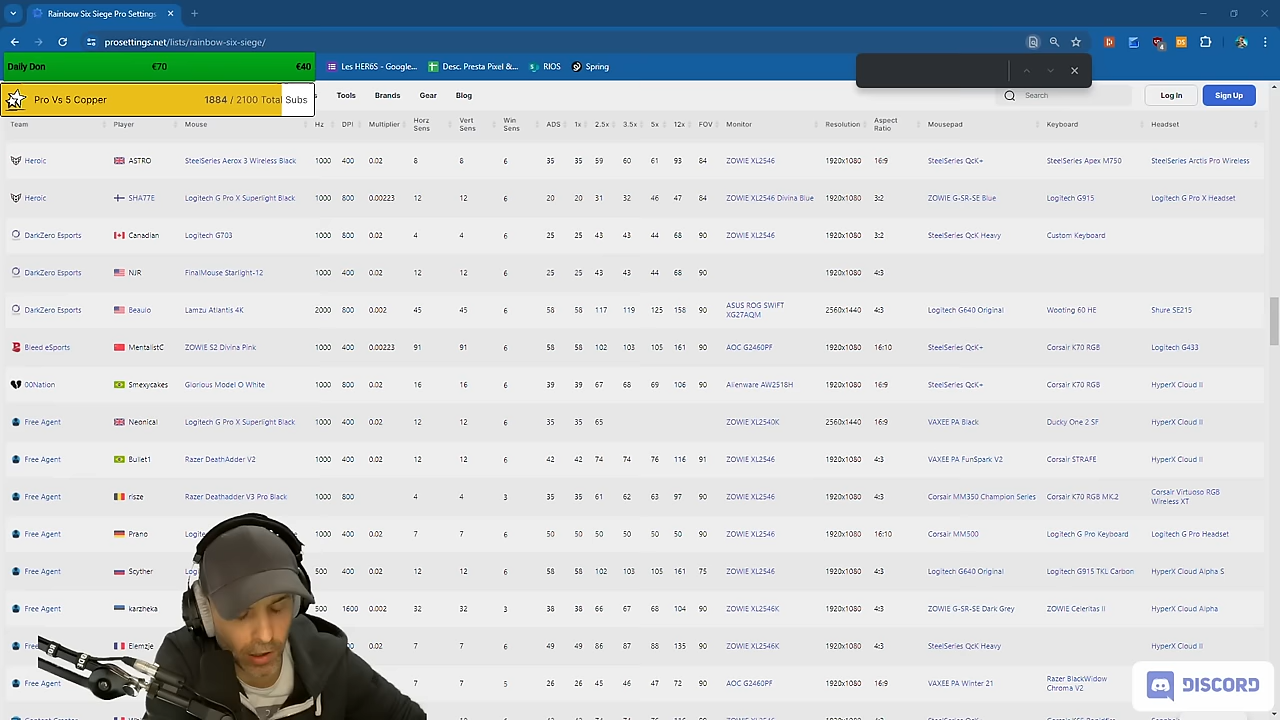 Rainbow Six Siege Pro Settings
prosettings.net/lists/rainbow-six-siege/
Daily Don €70 €40
Les HER6S - Google... Desc. Presta Pixel &... RIOS Spring
Pro Vs 5 Copper 1884 / 2100 Total Subs
Tools Brands Gear Blog Search Log In Sign Up
Team Player Mouse Hz DPI Multiplier Horz Sens Vert Sens Win Sens ADS 1x 2.5x 3.5x 5x 12x FOV Monitor Resolution Aspect Ratio Mousepad Keyboard Headset
Heroic ASTRO SteelSeries Aerox 3 Wireless Black 1000 400 0.02 8 8 6 35 35 59 60 61 93 84 ZOWIE XL2546 1920x1080 16:9 SteelSeries QcK+ SteelSeries Apex M750 SteelSeries Arctis Pro Wireless
Heroic SHA77E Logitech G Pro X Superlight Black 1000 800 0.00223 12 12 6 20 20 31 32 46 47 84 ZOWIE XL2546 Divina Blue 1920x1080 3:2 ZOWIE G-SR-SE Blue Logitech G915 Logitech G Pro X Headset
DarkZero Esports Canadian Logitech G703 1000 800 0.02 4 4 6 25 25 43 43 44 68 90 ZOWIE XL2546 1920x1080 3:2 SteelSeries QcK Heavy Custom Keyboard
DarkZero Esports NJR FinalMouse Starlight-12 1000 400 0.02 12 12 6 25 25 43 43 44 68 90 1920x1080 4:3
DarkZero Esports Beaulo Lamzu Atlantis 4K 2000 800 0.002 45 45 6 58 58 117 119 125 158 90 ASUS ROG SWIFT XG27AQM 2560x1440 4:3 Logitech G640 Original Wooting 60 HE Shure SE215
Bleed eSports MentalistC ZOWIE S2 Divina Pink 1000 400 0.00223 91 91 6 58 58 102 103 105 161 90 AOC G2460PF 1920x1080 16:10 SteelSeries QcK+ Corsair K70 RGB Logitech G433
00Nation Smexycakes Glorious Model O White 1000 800 0.02 16 16 6 39 39 67 68 69 106 90 Alienware AW2518H 1920x1080 16:9 SteelSeries QcK+ Corsair K70 RGB HyperX Cloud II
Free Agent Neonical Logitech G Pro X Superlight Black 1000 400 0.02 12 12 6 35 35 65 ZOWIE XL2540K 2560x1440 16:9 VAXEE PA Black Ducky One 2 SF HyperX Cloud II
Free Agent Bullet1 Razer DeathAdder V2 1000 400 0.02 12 12 6 42 42 74 74 76 116 91 ZOWIE XL2546 1920x1080 4:3 VAXEE PA FunSpark V2 Corsair STRAFE HyperX Cloud II
Free Agent risze Razer Deathadder V3 Pro Black 1000 800 4 4 3 35 35 61 62 63 97 90 ZOWIE XL2546 1920x1080 4:3 Corsair MM350 Champion Series Corsair K70 RGB MK.2 Corsair Virtuoso RGB Wireless XT
Free Agent Prano 1000 400 0.02 7 7 6 50 50 50 50 50 50 90 ZOWIE XL2546 1920x1080 16:10 Corsair MM500 Logitech G Pro Keyboard Logitech G Pro Headset
Free Agent Scyther 500 400 0.02 12 12 6 58 58 102 103 105 161 75 ZOWIE XL2546 1920x1080 4:3 Logitech G640 Original Logitech G915 TKL Carbon HyperX Cloud Alpha S
Free Agent karzheka 500 1600 0.002 32 32 3 38 38 66 67 68 104 90 ZOWIE XL2546K 1920x1080 4:3 ZOWIE G-SR-SE Dark Grey ZOWIE Celeritas II HyperX Cloud Alpha
Elemzje 0.02 7 7 6 49 49 86 87 88 135 90 ZOWIE XL2546K 1920x1080 4:3 SteelSeries QcK Heavy HyperX Cloud II
7 7 5 26 26 45 46 47 72 90 AOC G2460PF 1920x1080 16:9 VAXEE PA Winter 21 Razer BlackWidow Chroma V2
DISCORD